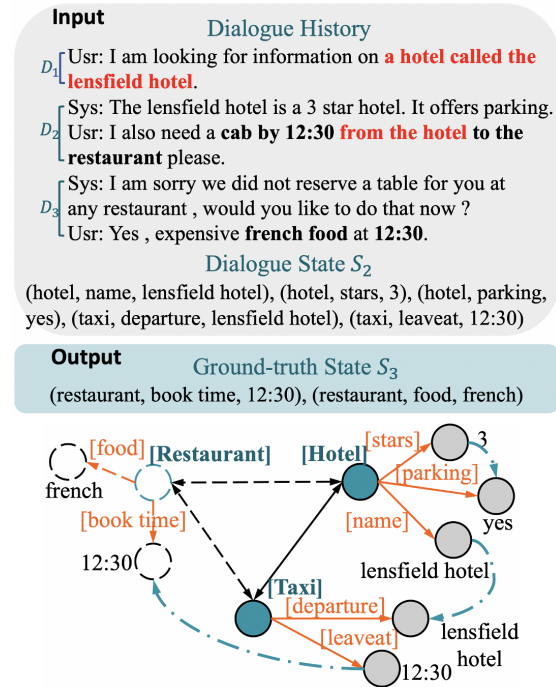 Input
Dialogue History
D1 Usr: I am looking for information on a hotel called the
lensfield hotel.
Sys: The lensfield hotel is a 3 star hotel. It offers parking.
D2 Usr: I also need a cab by 12:30 from the hotel to the
restaurant please.
Sys: I am sorry we did not reserve a table for you at
D3 any restaurant , would you like to do that now ?
Usr: Yes , expensive french food at 12:30.
Dialogue State S2
(hotel, name, lensfield hotel), (hotel, stars, 3), (hotel, parking,
yes), (taxi, departure, lensfield hotel), (taxi, leaveat, 12:30)
Output
Ground-truth State S3
(restaurant, book time, 12:30), (restaurant, food, french)
[food]
[Restaurant]
[Hotel]
[stars]
3
[parking]
french
yes
[book time]
[name]
12:30
lensfield hotel
[Taxi]
[departure]
lensfield
hotel
[leaveat]
12:30